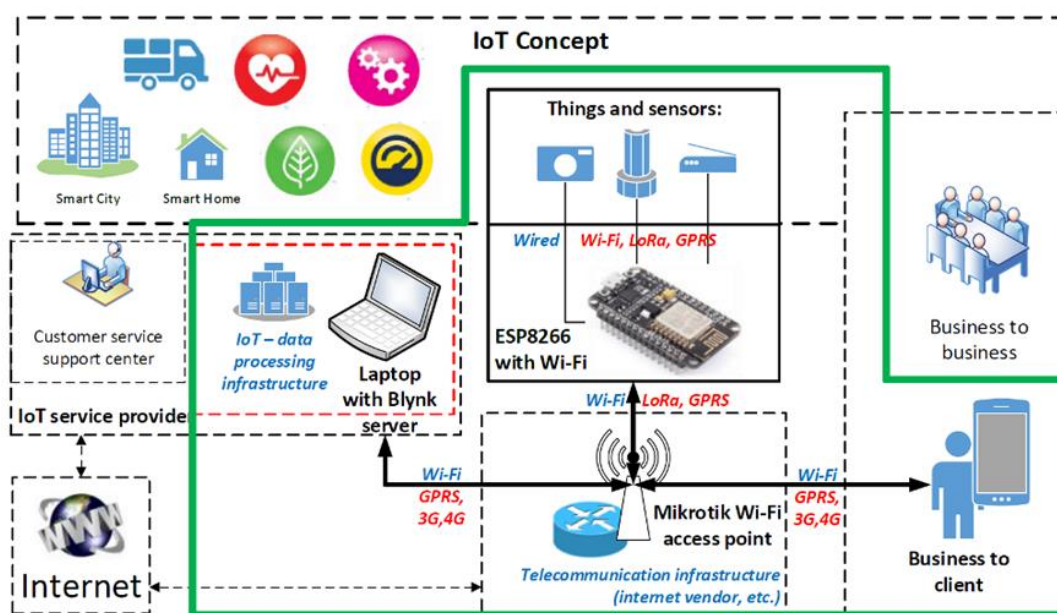 IoT Concept
Things and sensors:
Smart City
Smart Home
Wired
Wi-Fi, LoRa, GPRS
Customer service
support center
IoT – data
processing
infrastructure
Laptop
with Blynk
server
IoT service provider
ESP8266
with Wi-Fi
Business to
business
Wi-Fi
LoRa, GPRS
Wi-Fi
GPRS,
3G,4G
Mikrotik Wi-Fi
access point
Telecommunication infrastructure
(internet vendor, etc.)
Wi-Fi
GPRS,
3G,4G
Business to
client
WWW
Internet